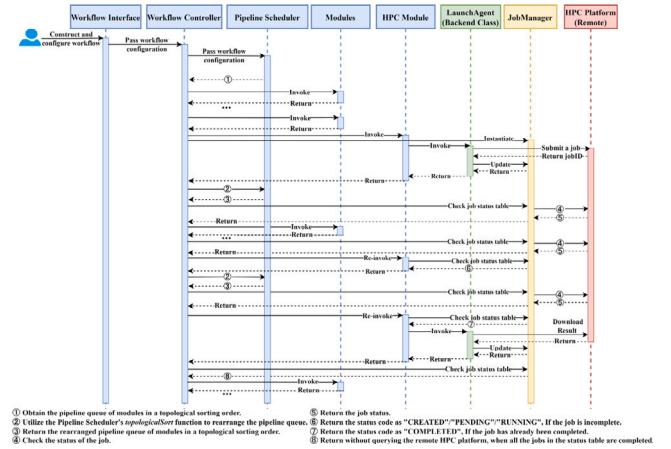 Workflow Interface
Workflow Controller
Pipeline Scheduler
Modules
HPC Module
LaunchAgent
(Backend Class)
JobManager
HPC Platform
(Remote)
Construct and
configure workflow
Pass workflow
configuration
Pass workflow
configuration
①
Invoke
Return
...
Invoke
Return
Invoke
Instantiate
Invoke
Submit a job
Return jobID
Update
Return
Return
Return
②
③
Check job status table
④
⑤
Return
Invoke
Return
...
Check job status table
④
⑤
Return
Re-invoke
Check job status table
⑥
Return
②
③
Check job status table
④
⑤
Return
Re-invoke
Check job status table
⑦
Invoke
Download
Result
Return
Update
Return
Return
Return
Check job status table
⑧
Invoke
Return
...
① Obtain the pipeline queue of modules in a topological sorting order.
② Utilize the Pipeline Scheduler's topologicalSort function to rearrange the pipeline queue.
③ Return the rearranged pipeline queue of modules in a topological sorting order.
④ Check the status of the job.
⑤ Return the job status.
⑥ Return the status code as "CREATED"/"PENDING"/"RUNNING", If the job is incomplete.
⑦ Return the status code as "COMPLETED", If the job has already been completed.
⑧ Return without querying the remote HPC platform, when all the jobs in the status table are completed.